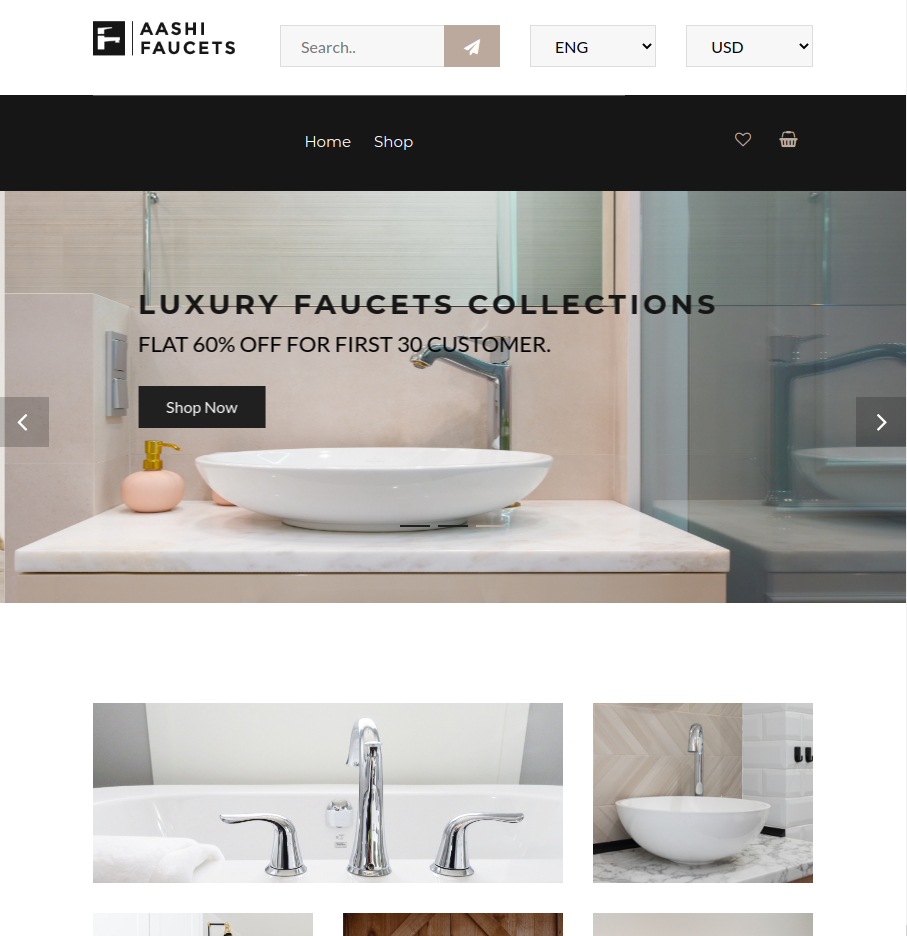 AASHI
FAUCETS
Search..
ENG
USD
Home
Shop
LUXURY FAUCETS COLLECTIONS
FLAT 60% OFF FOR FIRST 30 CUSTOMER.
Shop Now